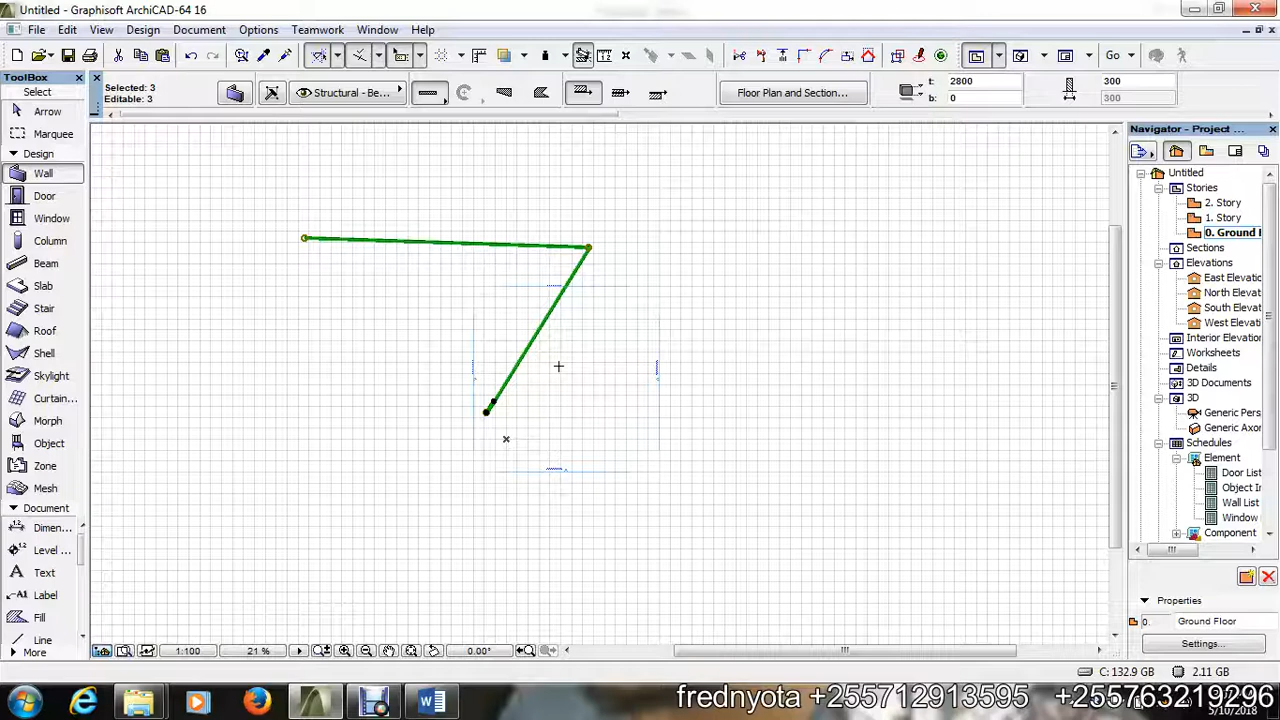 Untitled - Graphisoft ArchiCAD-64 16
File Edit View Design Document Options Teamwork Window Help
Go
ToolBox
Select
Arrow
Marquee
Design
Wall
Door
Window
Column
Beam
Slab
Stair
Roof
Shell
Skylight
Curtain...
Morph
Object
Zone
Mesh
Document
Dimen...
Level ...
Text
Label
Fill
Line
More
Selected: 3
Editable: 3
Structural - Be...
Floor Plan and Section...
t: 2800
b: 0
300
300
Navigator - Project ...
Untitled
Stories
2. Story
1. Story
0. Ground
Sections
Elevations
East Elevatio
North Elevat
South Elevat
West Elevati
Interior Elevation
Worksheets
Details
3D Documents
3D
Generic Pers
Generic Axon
Schedules
Element
Door List
Object In
Wall List
Window
Component
Properties
0. Ground Floor
Settings...
1:100
21 %
0.00°
C: 132.9 GB
2.11 GB
frednyota +255712913595 +255763219296
5/10/2018